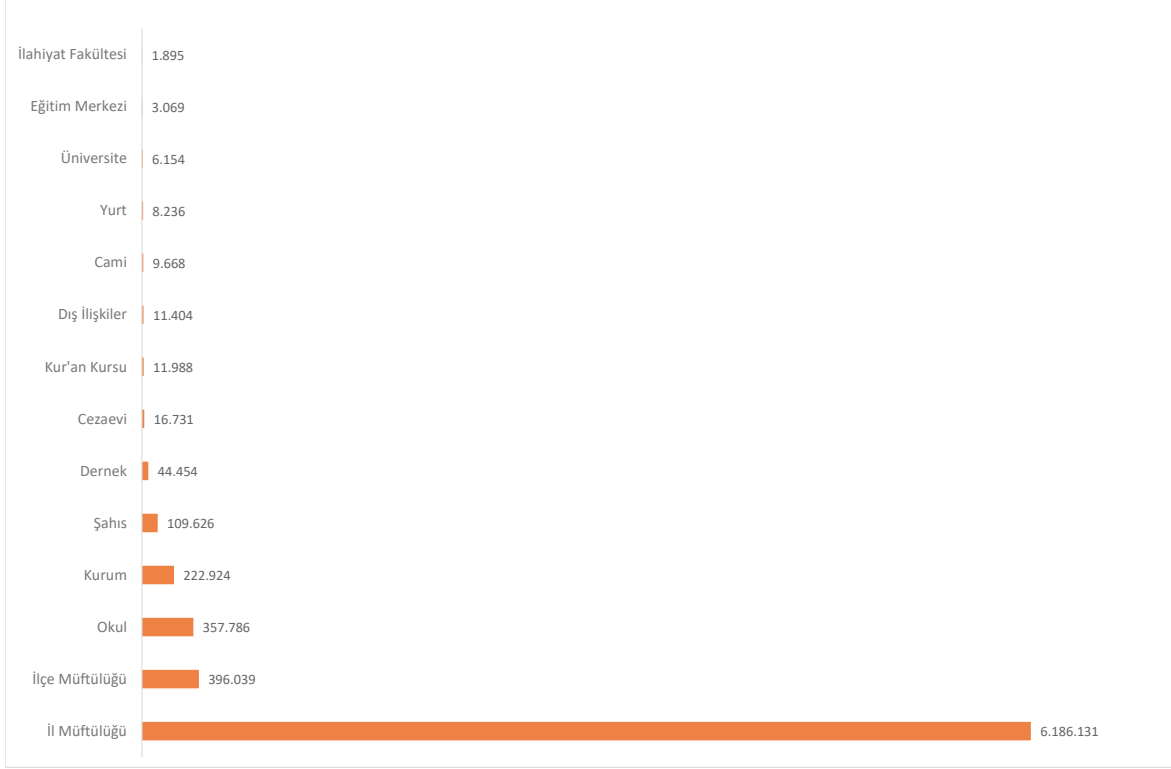 İlahiyat Fakültesi 1.895
Eğitim Merkezi 3.069
Üniversite 6.154
Yurt 8.236
Cami 9.668
Dış İlişkiler 11.404
Kur'an Kursu 11.988
Cezaevi 16.731
Dernek 44.454
Şahıs 109.626
Kurum 222.924
Okul 357.786
İlçe Müftülüğü 396.039
İl Müftülüğü 6.186.131